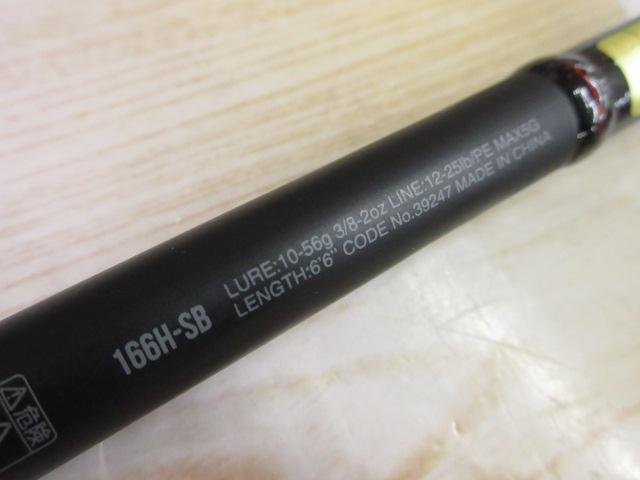 166H-SB
LURE:10-56g 3/8-2oz LINE:12-25lb/PE MAX5G
LENGTH:6'6" CODE No.39247 MADE IN CHINA
危険